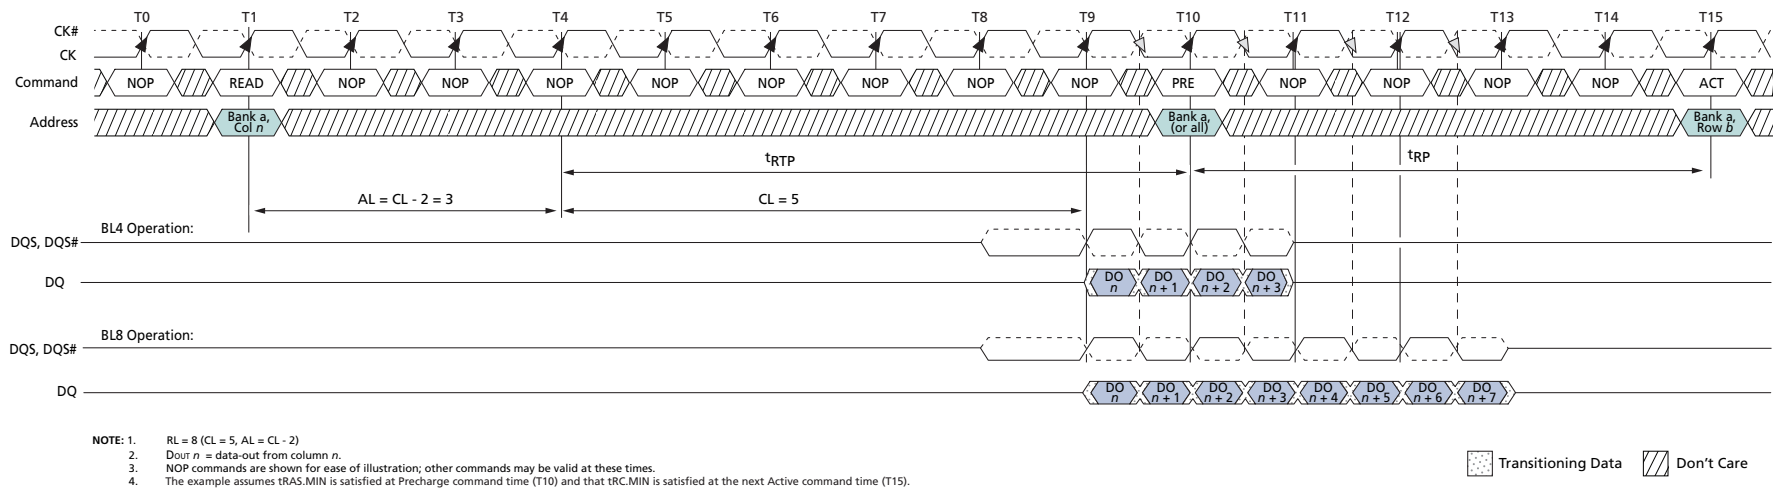 T0 T1 T2 T3 T4 T5 T6 T7 T8 T9 T10 T11 T12 T13 T14 T15
CK#
CK
Command NOP READ NOP NOP NOP NOP NOP NOP NOP NOP PRE NOP NOP NOP NOP ACT
Address
Bank a,
Col n
Bank a,
(or all)
Bank a,
Row b
tRTP
tRP
AL = CL - 2 = 3
CL = 5
BL4 Operation:
DQS, DQS#
DQ
DO
n
DO
n + 1
DO
n + 2
DO
n + 3
BL8 Operation:
DQS, DQS#
DQ
DO
n
DO
n + 1
DO
n + 2
DO
n + 3
DO
n + 4
DO
n + 5
DO
n + 6
DO
n + 7
NOTE: 1. RL = 8 (CL = 5, AL = CL - 2)
2. DOUT n = data-out from column n.
3. NOP commands are shown for ease of illustration; other commands may be valid at these times.
4. The example assumes tRAS.MIN is satisfied at Precharge command time (T10) and that tRC.MIN is satisfied at the next Active command time (T15).
Transitioning Data
Don't Care